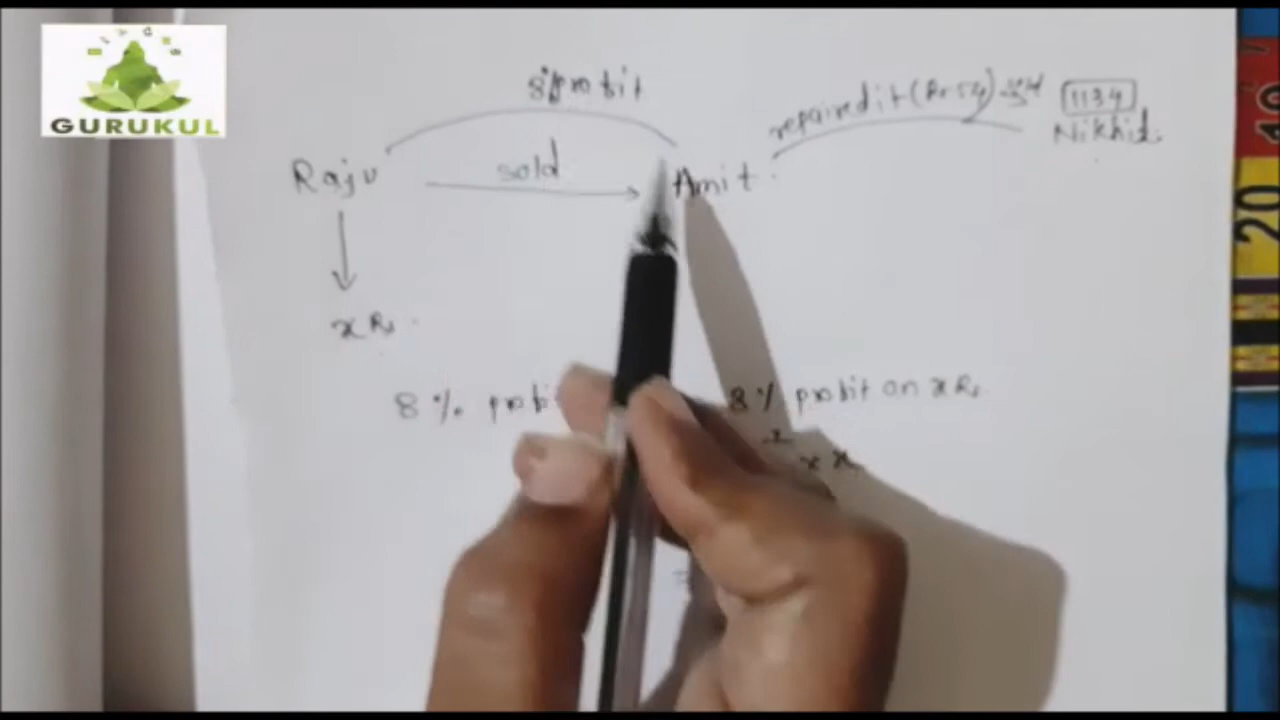 GURUKUL
8% profit
repaired it (Rs 54) sold 1134
Nikhil.
Raju sold Amit.
x Rs.
8% profit 8% profit on x Rs.
x x